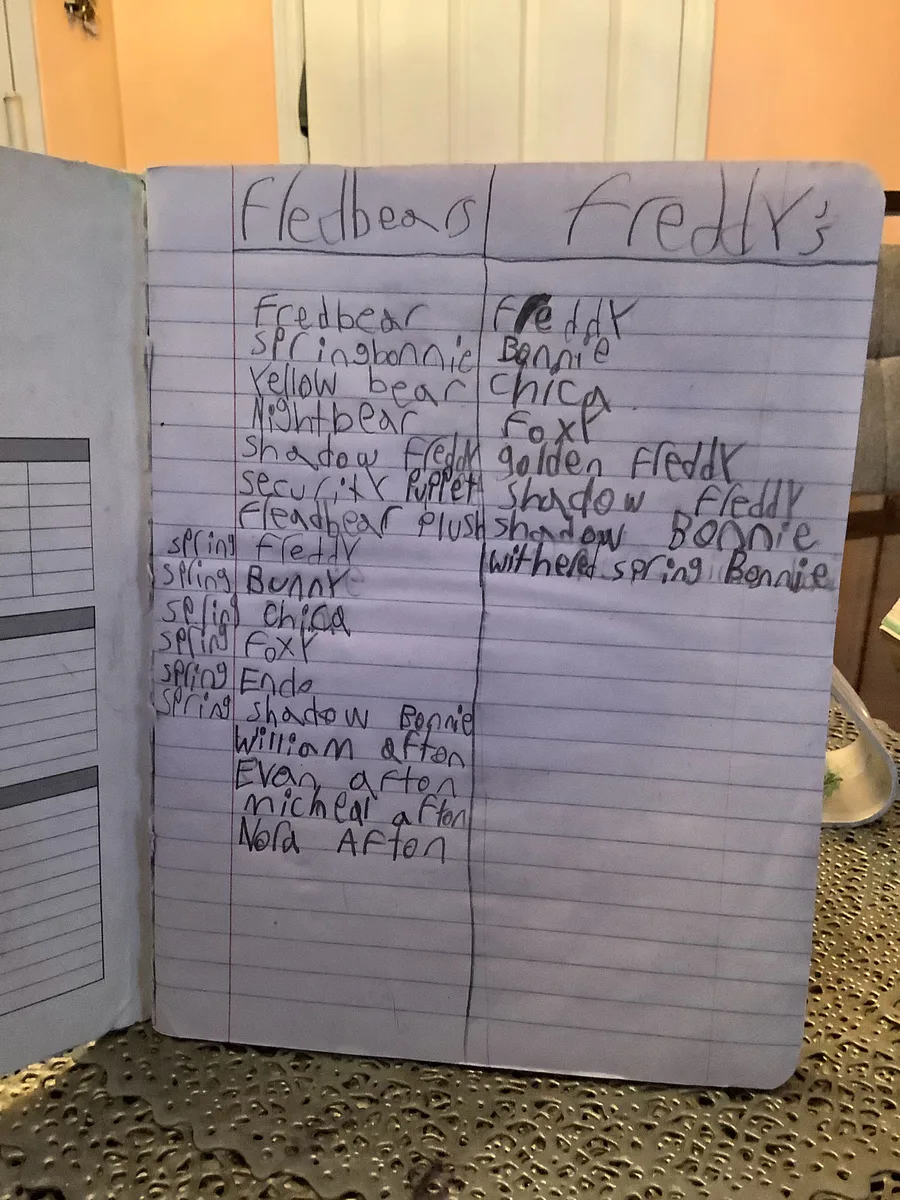 Fledbears
Freddy's
Fredbear
springbonnie
Yellow bear
Nightbear
shadow freddy
security Puppet
fleadbear plush
spring freddy
spring Bunny
spring chica
spring Foxy
spring Endo
spring shadow Bonnie
William afton
Evan afton
micheal afton
Nora Afton
freddy
Bonnie
chica
foxy
golden freddy
shadow freddy
shadow Bonnie
withered spring Bonnie